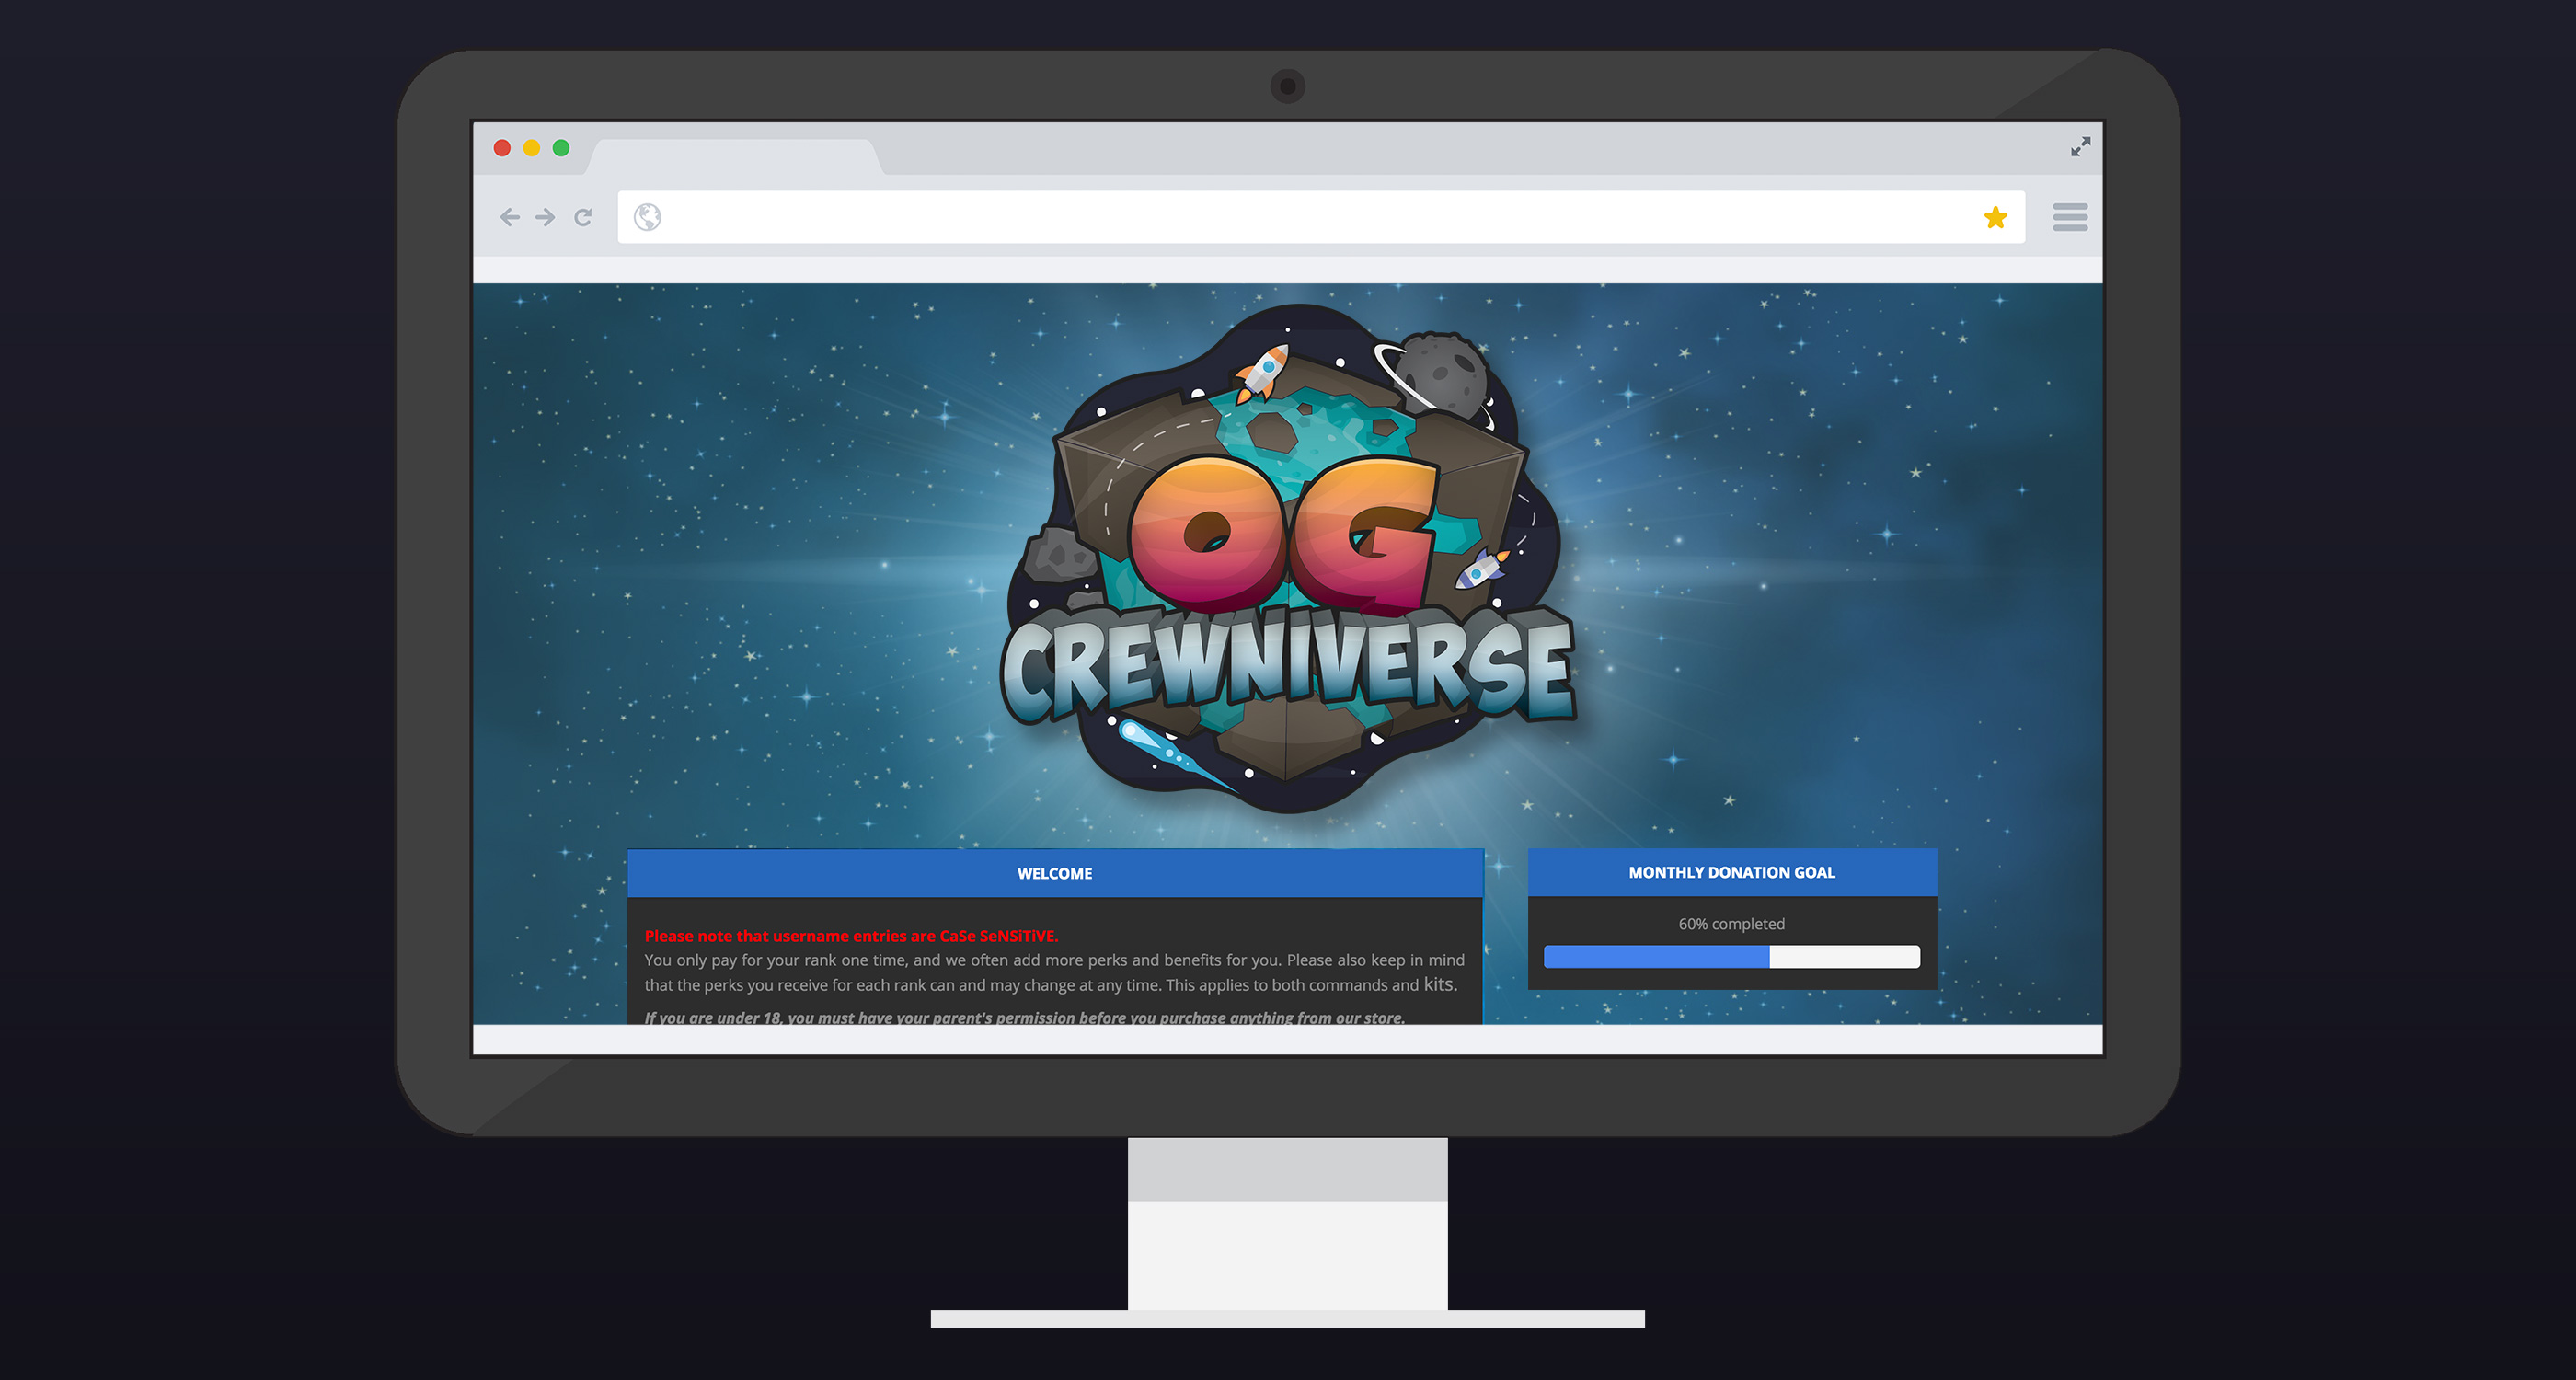 OG
CREWNIVERSE
WELCOME
Please note that username entries are CaSe SeNSiTiVE.
You only pay for your rank one time, and we often add more perks and benefits for you. Please also keep in mind
that the perks you receive for each rank can and may change at any time. This applies to both commands and kits.
If you are under 18, you must have your parent's permission before you purchase anything from our store.
MONTHLY DONATION GOAL
60% completed